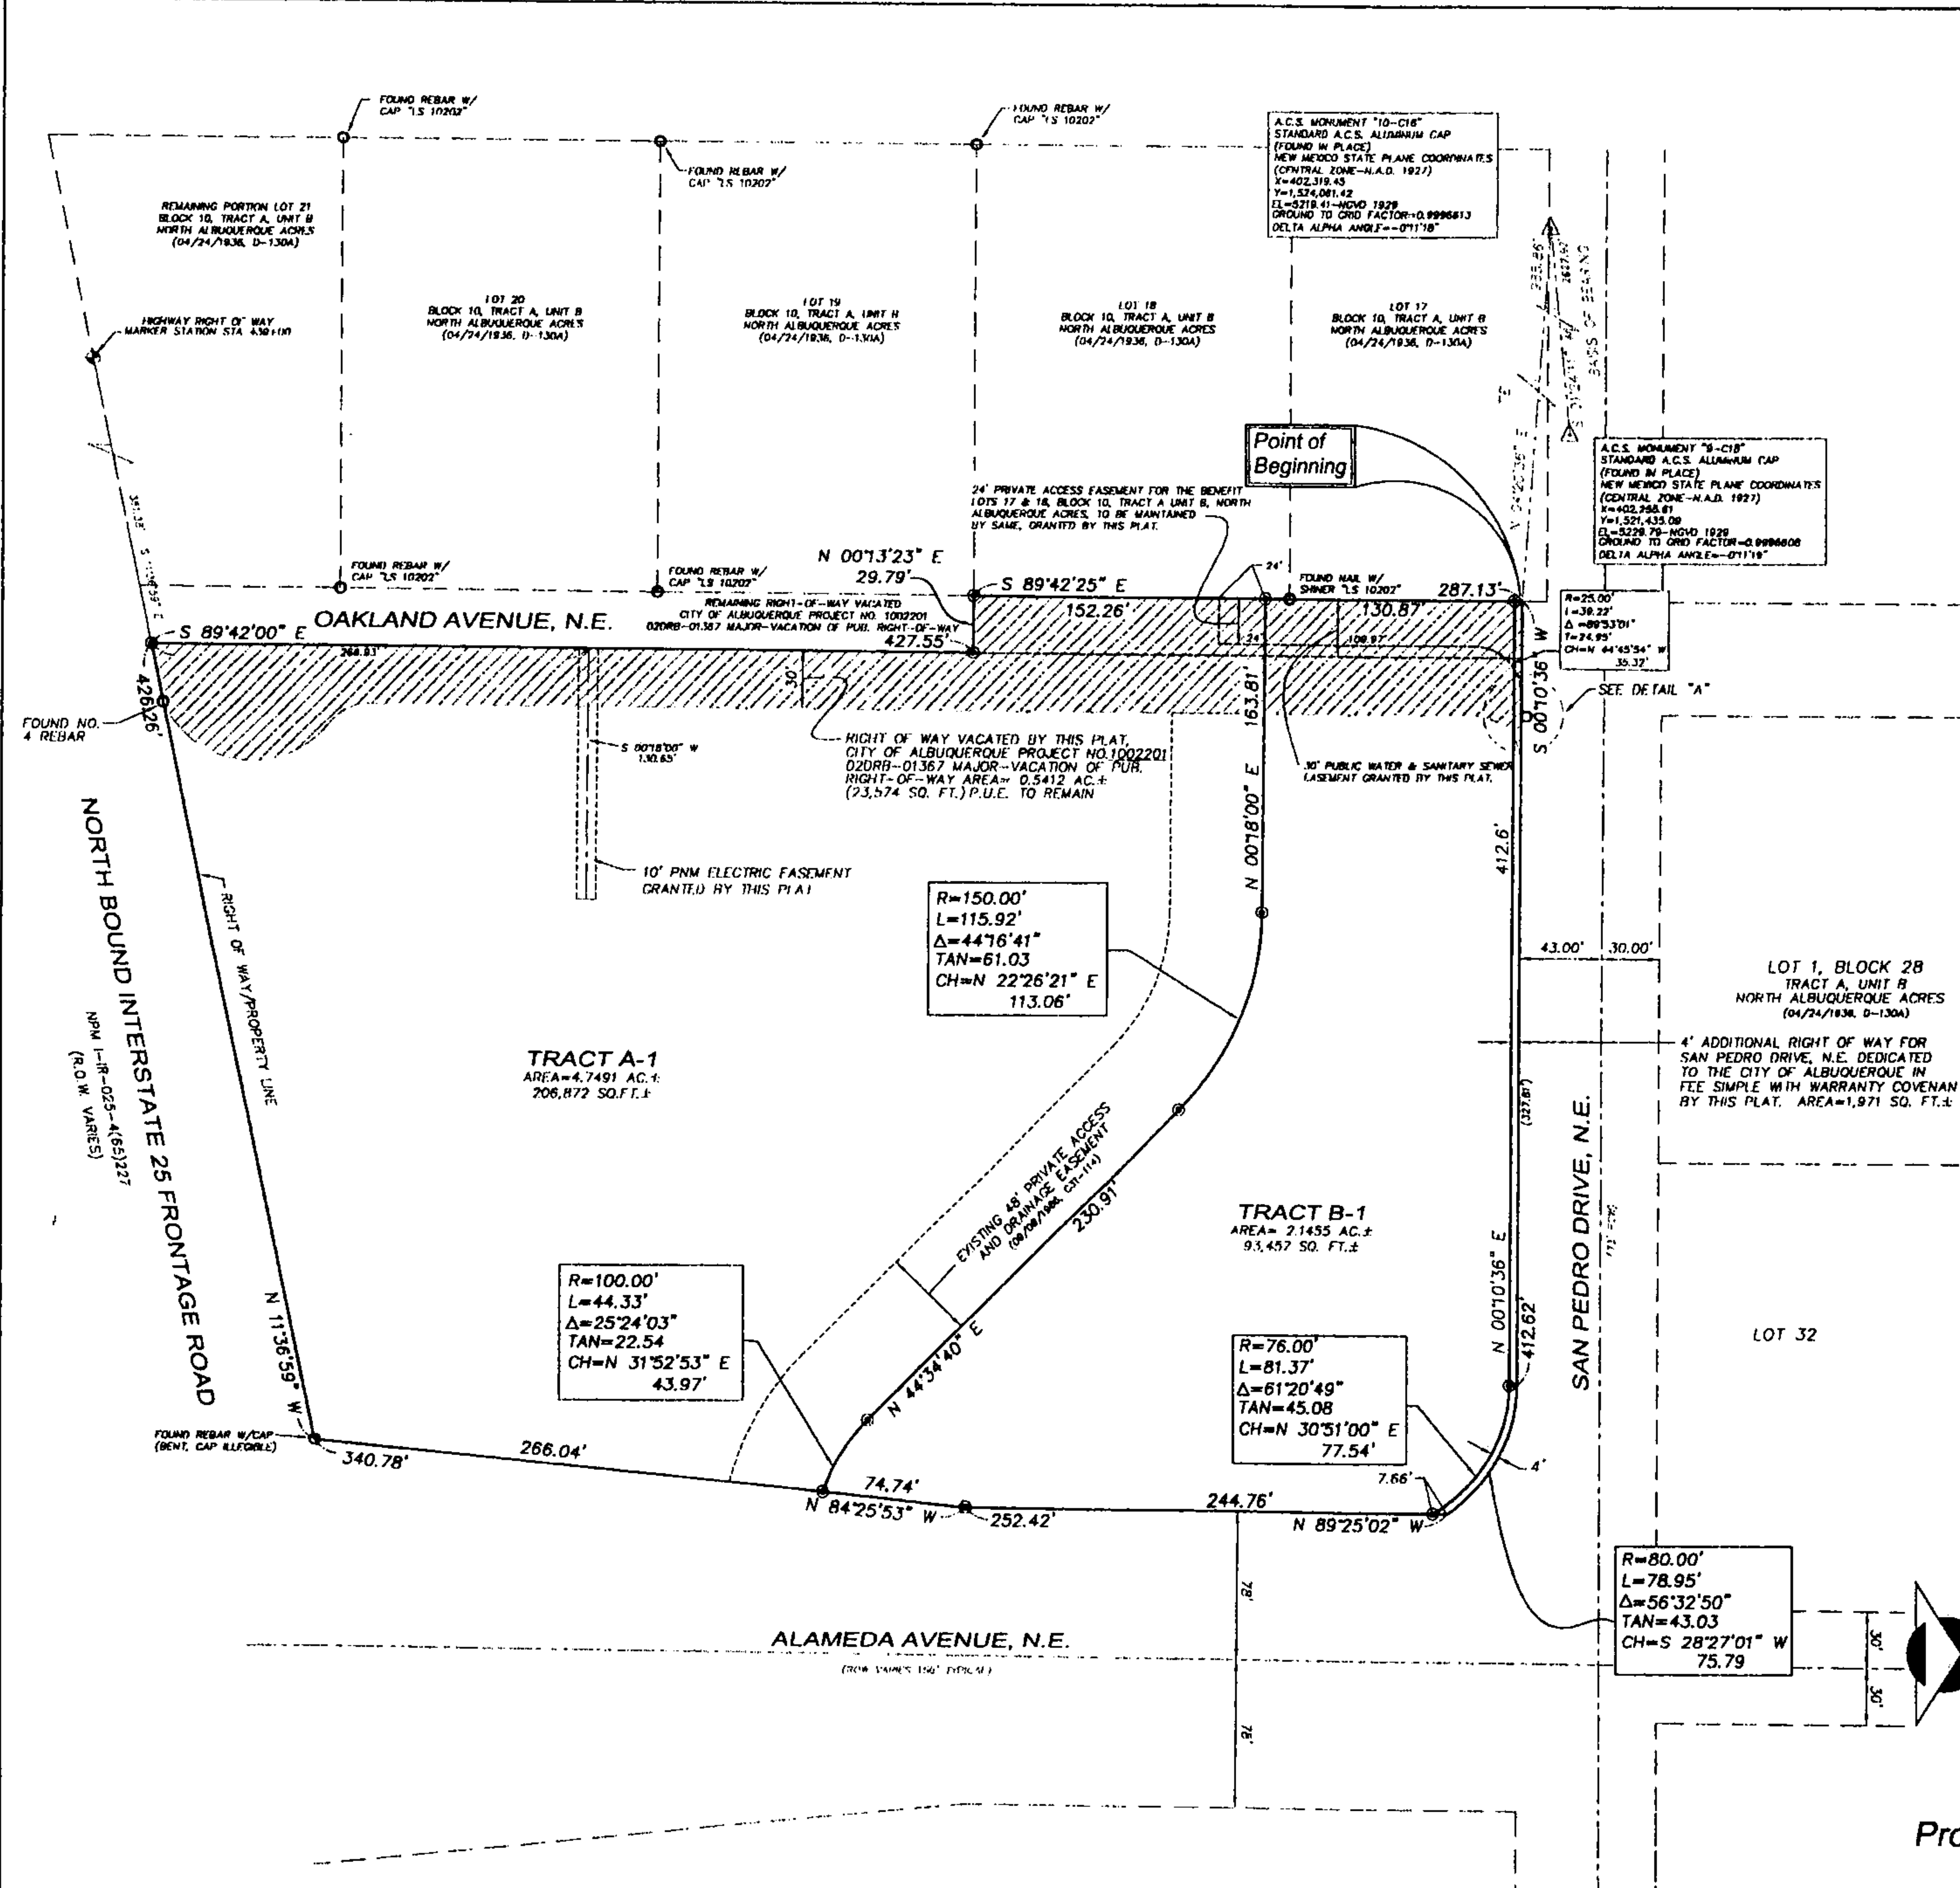 FOUND REBAR W/
CAP "LS 10202"
FOUND REBAR W/
CAP "LS 10202"
FOUND REBAR W/
CAP "LS 10202"
A.C.S. MONUMENT "10-C18"
STANDARD A.C.S. ALUMINUM CAP
(FOUND IN PLACE)
NEW MEXICO STATE PLANE COORDINATES
(CENTRAL ZONE-N.A.D. 1927)
X=402,319.45
Y=1,524,081.42
EL=5219.41-NGVD 1929
GROUND TO GRID FACTOR=0.9996613
DELTA ALPHA ANGLE=-0°11'18"
REMAINING PORTION LOT 21
BLOCK 10, TRACT A, UNIT B
NORTH ALBUQUERQUE ACRES
(04/24/1936, D-130A)
HIGHWAY RIGHT OF WAY
MARKER STATION STA 439+00
LOT 20
BLOCK 10, TRACT A, UNIT B
NORTH ALBUQUERQUE ACRES
(04/24/1936, D-130A)
LOT 19
BLOCK 10, TRACT A, UNIT B
NORTH ALBUQUERQUE ACRES
(04/24/1936, D-130A)
LOT 18
BLOCK 10, TRACT A, UNIT B
NORTH ALBUQUERQUE ACRES
(04/24/1936, D-130A)
LOT 17
BLOCK 10, TRACT A, UNIT B
NORTH ALBUQUERQUE ACRES
(04/24/1936, D-130A)
BASIS OF BEARING
Point of
Beginning
A.C.S. MONUMENT "9-C18"
STANDARD A.C.S. ALUMINUM CAP
(FOUND IN PLACE)
NEW MEXICO STATE PLANE COORDINATES
(CENTRAL ZONE-N.A.D. 1927)
X=402,256.61
Y=1,521,435.09
EL=5229.79-NGVD 1929
GROUND TO GRID FACTOR=0.9996606
DELTA ALPHA ANGLE=-0°11'19"
24' PRIVATE ACCESS EASEMENT FOR THE BENEFIT
LOTS 17 & 18, BLOCK 10, TRACT A UNIT B, NORTH
ALBUQUERQUE ACRES, TO BE MAINTAINED
BY SAME, GRANTED BY THIS PLAT.
FOUND REBAR W/
CAP "LS 10202"
FOUND REBAR W/
CAP "LS 10202"
N 00°13'23" E
29.79'
S 89°42'25" E
152.26'
24'
FOUND NAIL W/
SHINER "LS 10202"
130.87'
287.13'
R=25.00'
L=39.22'
Δ=89°53'01"
T=24.95'
CH=N 44°45'54" W
35.32'
REMAINING RIGHT-OF-WAY VACATED
CITY OF ALBUQUERQUE PROJECT NO. 1002201
02DRB-01367 MAJOR-VACATION OF PUB. RIGHT-OF-WAY
OAKLAND AVENUE, N.E.
S 89°42'00" E
427.55'
24'
109.97'
S 00°10'36" W
SEE DETAIL "A"
426.26'
FOUND NO.
4 REBAR
30'
163.81'
S 00°18'00" W
130.65'
RIGHT OF WAY VACATED BY THIS PLAT,
CITY OF ALBUQUERQUE PROJECT NO.1002201
02DRB-01367 MAJOR-VACATION OF PUB.
RIGHT-OF-WAY AREA= 0.5412 AC.±
(23,574 SQ. FT.) P.U.E. TO REMAIN
30' PUBLIC WATER & SANITARY SEWER
EASEMENT GRANTED BY THIS PLAT.
N 00°18'00" E
412.6'
10' PNM ELECTRIC EASEMENT
GRANTED BY THIS PLAT
NORTH BOUND INTERSTATE 25 FRONTAGE ROAD
NPM I-IR-025-4(65)227
(R.O.W. VARIES)
RIGHT OF WAY/PROPERTY LINE
R=150.00'
L=115.92'
Δ=44°16'41"
TAN=61.03
CH=N 22°26'21" E
113.06'
43.00'
30.00'
LOT 1, BLOCK 28
TRACT A, UNIT B
NORTH ALBUQUERQUE ACRES
(04/24/1936, D-130A)
4' ADDITIONAL RIGHT OF WAY FOR
SAN PEDRO DRIVE, N.E. DEDICATED
TO THE CITY OF ALBUQUERQUE IN
FEE SIMPLE WITH WARRANTY COVENAN
BY THIS PLAT. AREA=1,971 SQ. FT.±
TRACT A-1
AREA=4.7491 AC.±
206,872 SQ.FT.±
EXISTING 48' PRIVATE ACCESS
AND DRAINAGE EASEMENT
230.91'
(327.81')
SAN PEDRO DRIVE, N.E.
TRACT B-1
AREA= 2.1455 AC.±
93,457 SQ. FT.±
N 00°10'36" E
412.62'
LOT 32
N 11°36'59" W
R=100.00'
L=44.33'
Δ=25°24'03"
TAN=22.54
CH=N 31°52'53" E
43.97'
N 44°34'40" E
R=76.00'
L=81.37'
Δ=61°20'49"
TAN=45.08
CH=N 30°51'00" E
77.54'
FOUND REBAR W/CAP
(BENT, CAP ILLEGIBLE)
340.78'
266.04'
74.74'
N 84°25'53" W
252.42'
244.76'
N 89°25'02" W
7.66'
4'
R=80.00'
L=78.95'
Δ=56°32'50"
TAN=43.03
CH=S 28°27'01" W
75.79
78'
ALAMEDA AVENUE, N.E.
(ROW VARIES 156' TYPICAL)
30'
30'
78'
Pro